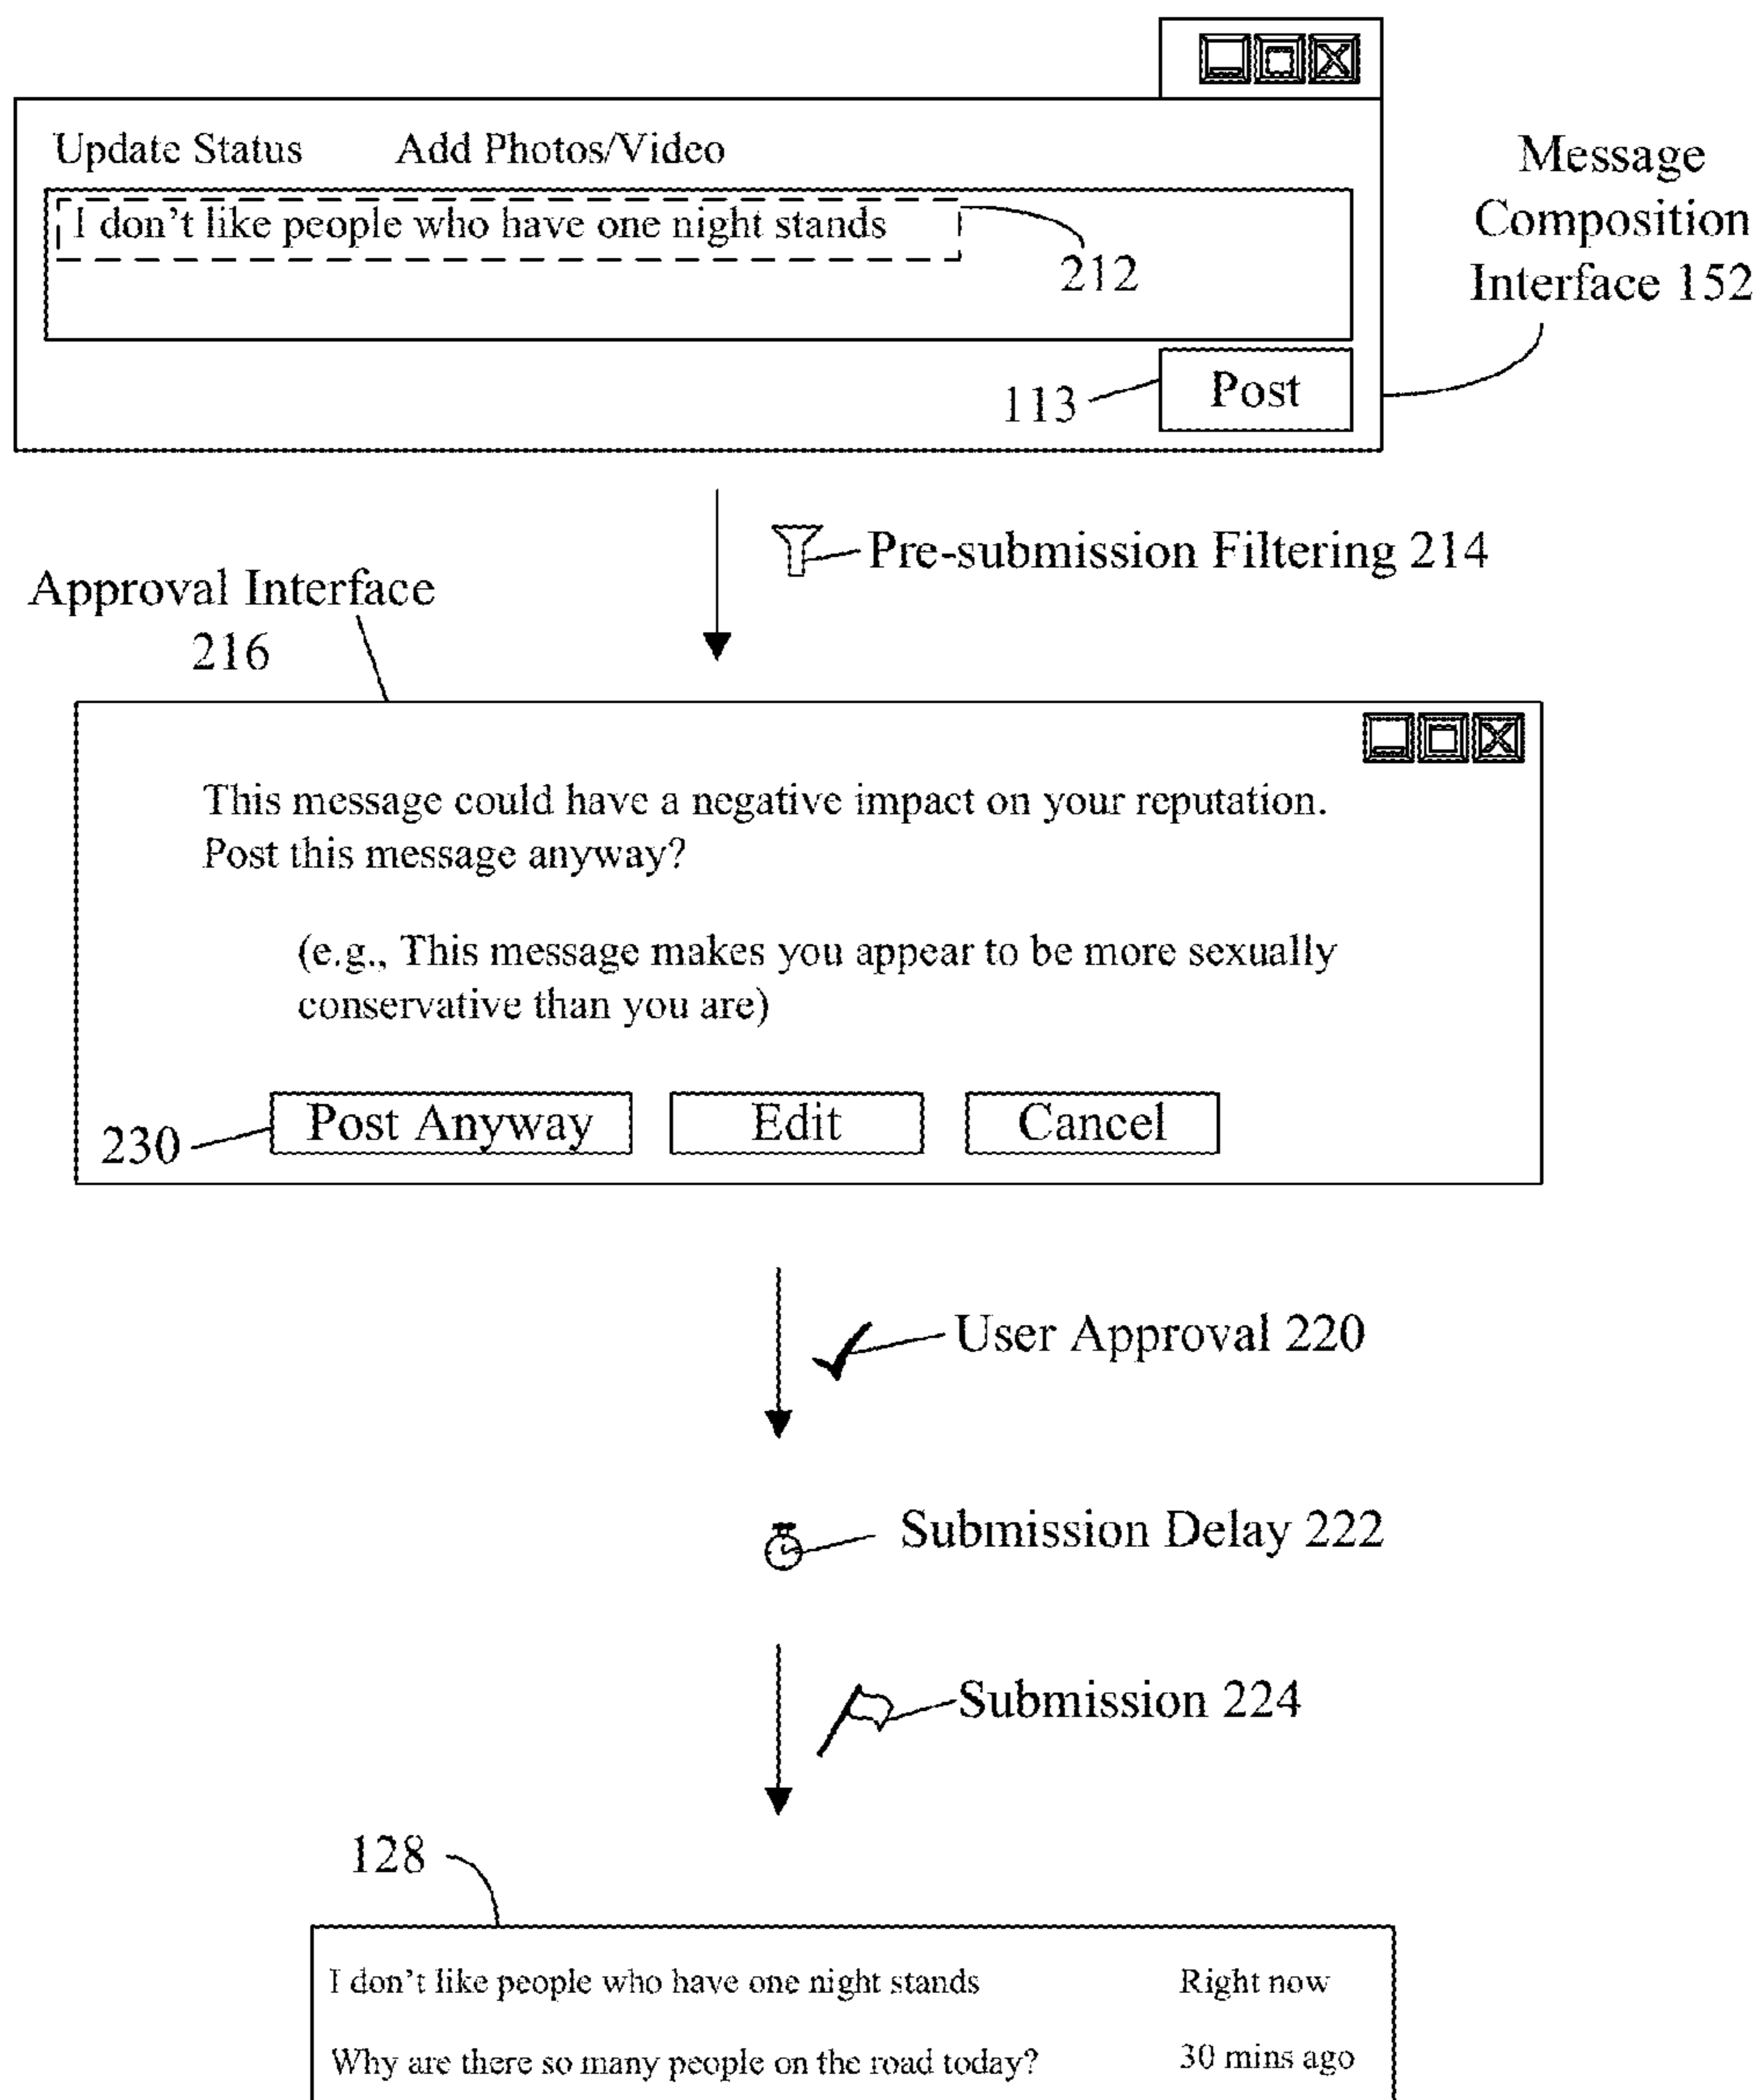 Update Status Add Photos/Video
I don't like people who have one night stands
212
Message
Composition
Interface 152
113
Post
Pre-submission Filtering 214
Approval Interface
216
This message could have a negative impact on your reputation.
Post this message anyway?
(e.g., This message makes you appear to be more sexually
conservative than you are)
230
Post Anyway Edit Cancel
User Approval 220
Submission Delay 222
Submission 224
128
I don't like people who have one night stands Right now
Why are there so many people on the road today? 30 mins ago